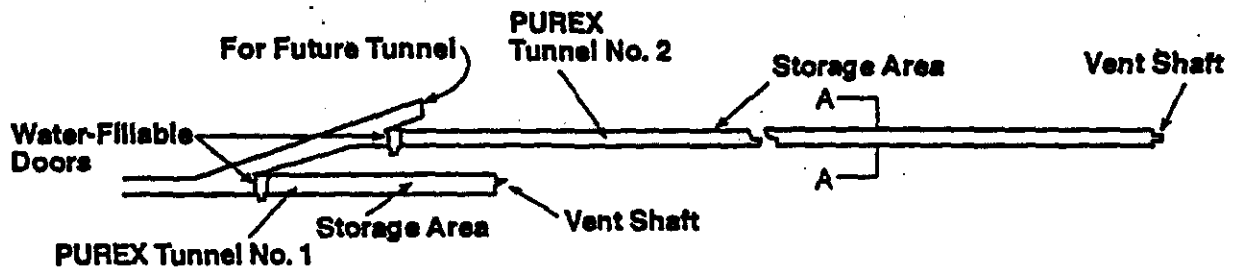 PUREX
Tunnel No. 2
For Future Tunnel
Storage Area
Vent Shaft
A
Water-Fillable
Doors
A
Storage Area
Vent Shaft
PUREX Tunnel No. 1